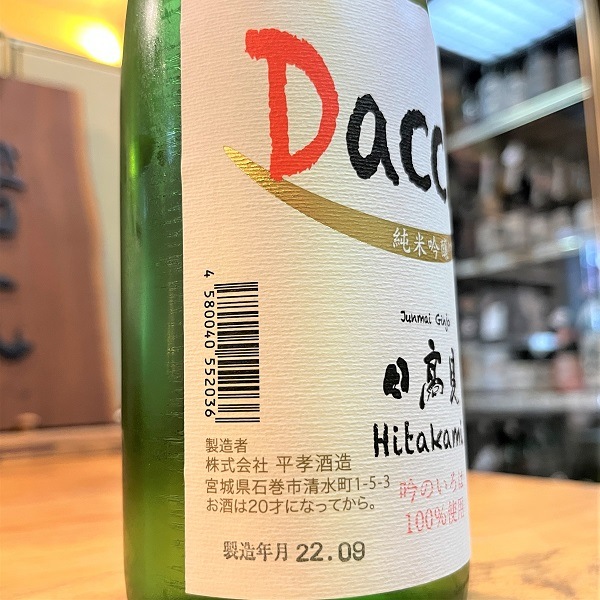 Dacc
純米吟醸
Junmai Ginjo
日高見
Hitakami
吟のいろは
100%使用
4 580040 552036
製造者
株式会社 平孝酒造
宮城県石巻市清水町1-5-3
お酒は20才になってから。
製造年月 22.09